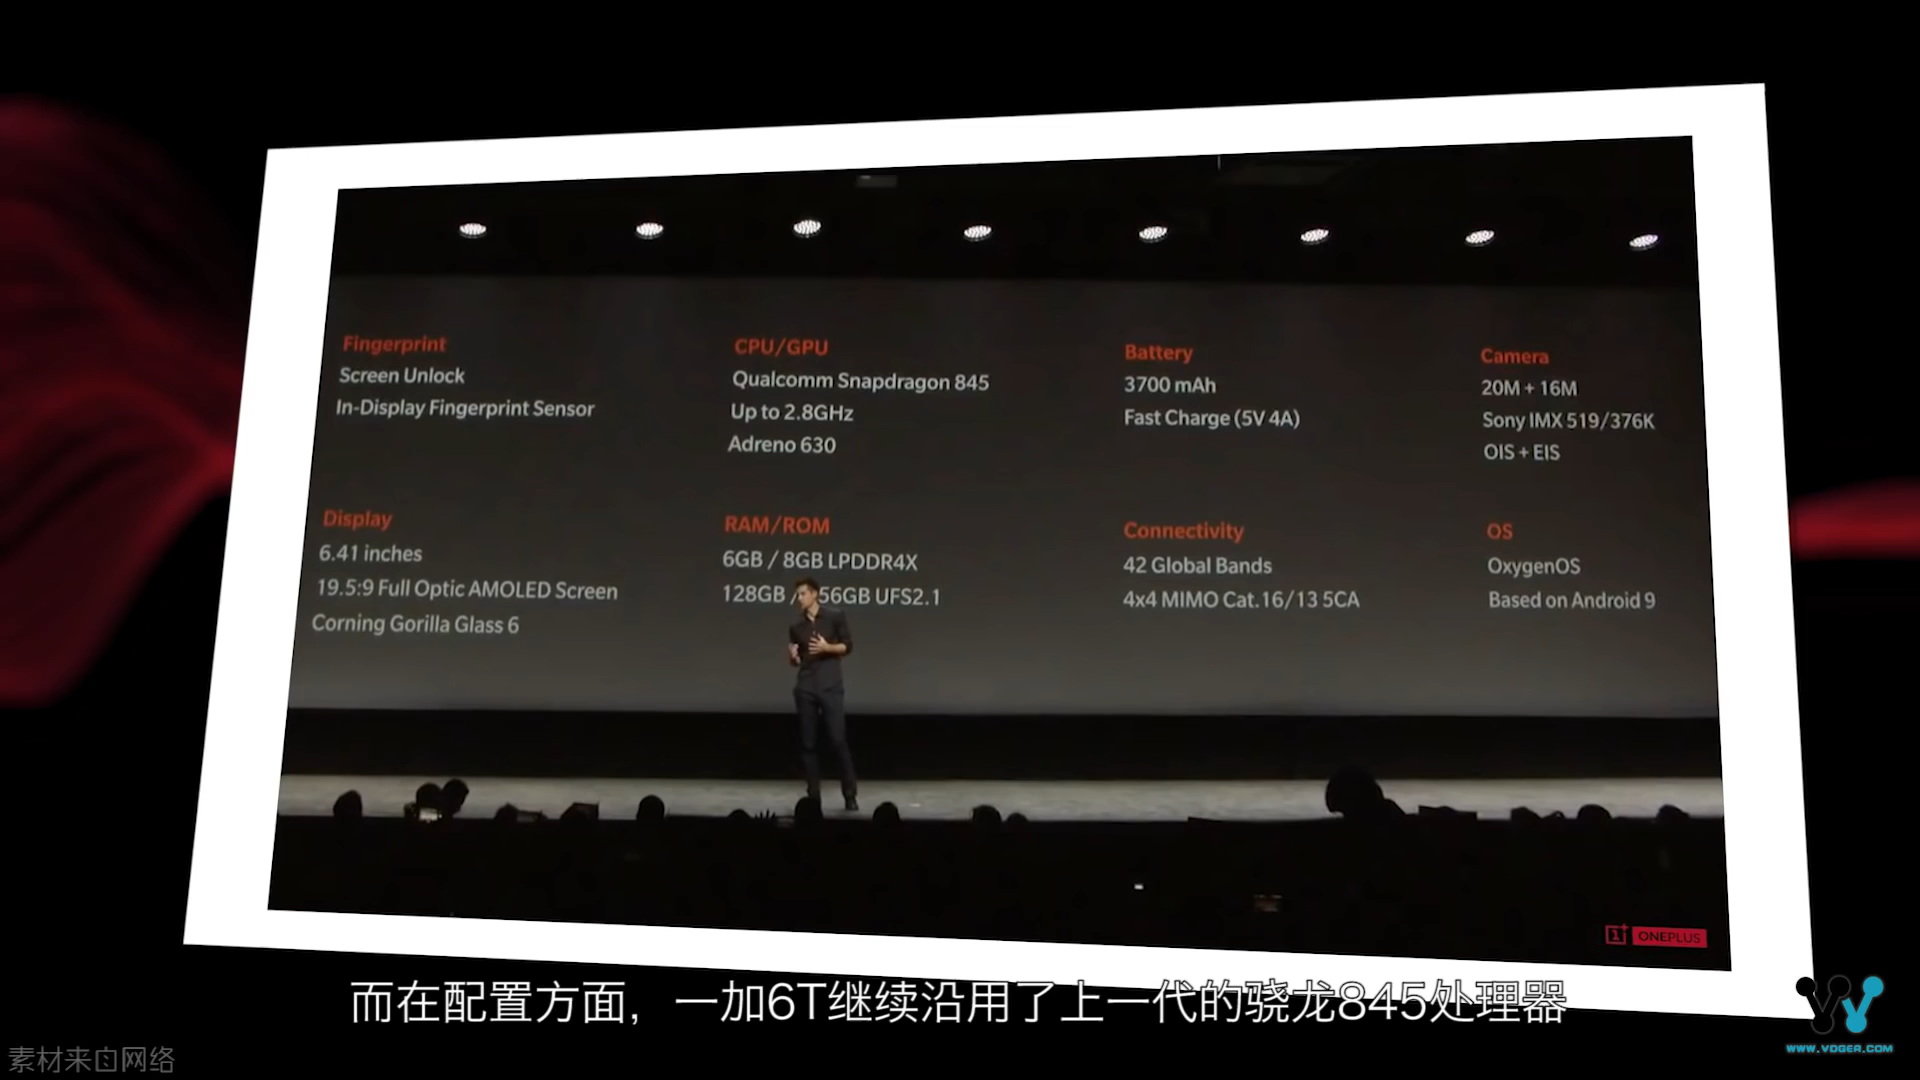 Fingerprint
Screen Unlock
In-Display Fingerprint Sensor
CPU/GPU
Qualcomm Snapdragon 845
Up to 2.8GHz
Adreno 630
Battery
3700 mAh
Fast Charge (5V 4A)
Camera
20M + 16M
Sony IMX 519/376K
OIS + EIS
Display
6.41 inches
19.5:9 Full Optic AMOLED Screen
Corning Gorilla Glass 6
RAM/ROM
6GB / 8GB LPDDR4X
128GB / 56GB UFS2.1
Connectivity
42 Global Bands
4x4 MIMO Cat.16/13 5CA
OS
OxygenOS
Based on Android 9
1+ ONEPLUS
而在配置方面，一加6T继续沿用了上一代的骁龙845处理器
素材来自网络
WWW.VOGER.COM